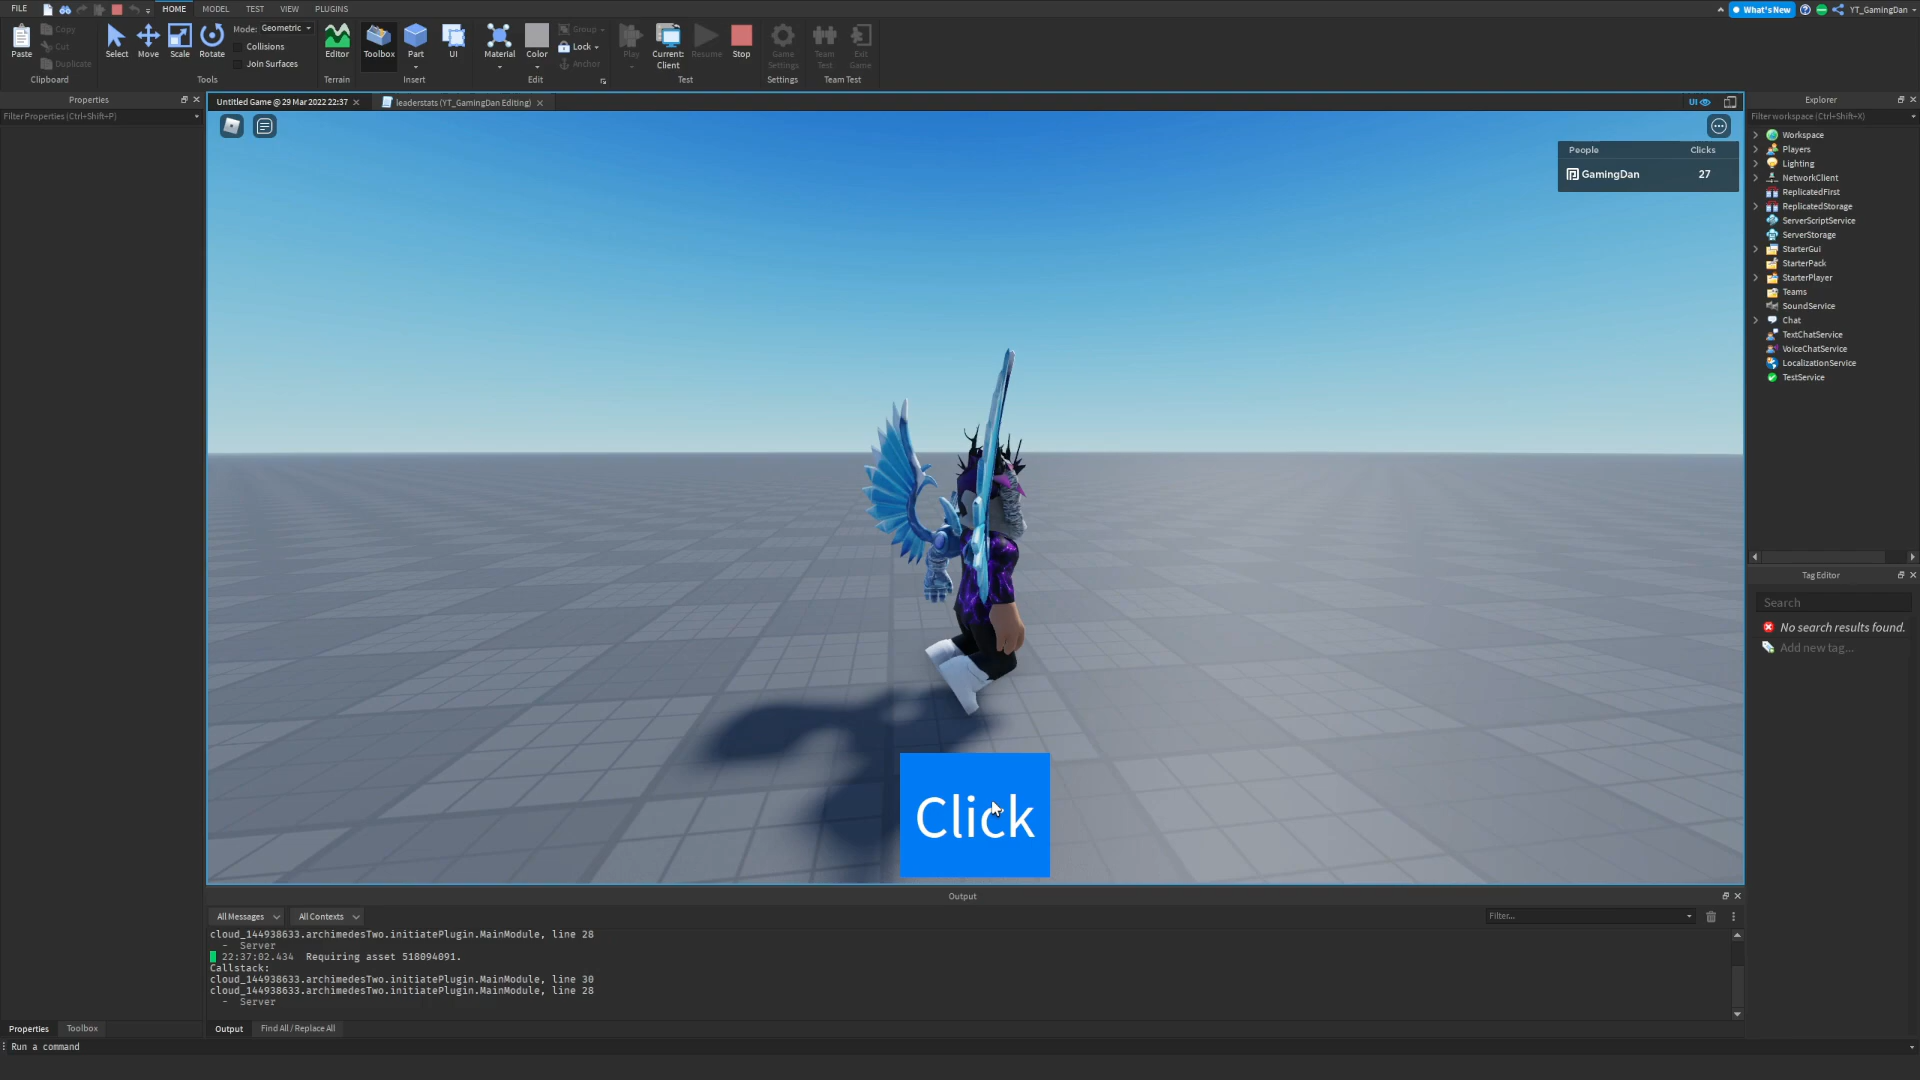 FILE
HOME
MODEL
TEST
VIEW
PLUGINS
What's New
YT_GamingDan
Paste
Copy
Cut
Duplicate
Clipboard
Select
Move
Scale
Rotate
Mode: Geometric
Collisions
Join Surfaces
Tools
Editor
Terrain
Toolbox
Part
UI
Insert
Material
Color
Group
Lock
Anchor
Edit
Play
Current: Client
Resume
Stop
Test
Game Settings
Settings
Team Test
Exit Game
Team Test
Properties
Filter Properties (Ctrl+Shift+P)
Untitled Game @ 29 Mar 2022 22:37
leaderstats (YT_GamingDan Editing)
UI
People Clicks
GamingDan 27
Click
Explorer
Filter workspace (Ctrl+Shift+X)
Workspace
Players
Lighting
NetworkClient
ReplicatedFirst
ReplicatedStorage
ServerScriptService
ServerStorage
StarterGui
StarterPack
StarterPlayer
Teams
SoundService
Chat
TextChatService
VoiceChatService
LocalizationService
TestService
Tag Editor
Search
No search results found.
Add new tag...
Output
All Messages
All Contexts
Filter...
cloud_144938633.archimedesTwo.initiatePlugin.MainModule, line 28
- Server
22:37:02.434 Requiring asset 518094091.
Callstack:
cloud_144938633.archimedesTwo.initiatePlugin.MainModule, line 30
cloud_144938633.archimedesTwo.initiatePlugin.MainModule, line 28
- Server
Properties
Toolbox
Output
Find All / Replace All
Run a command